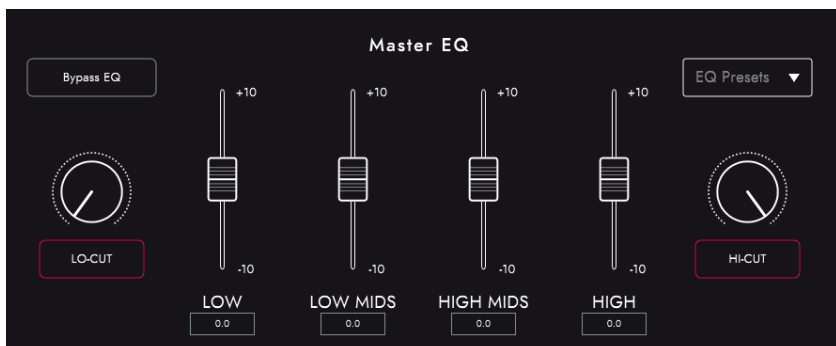 Master EQ
Bypass EQ
EQ Presets
+10
+10
+10
+10
LO-CUT
HI-CUT
-10
-10
-10
-10
LOW
LOW MIDS
HIGH MIDS
HIGH
0.0
0.0
0.0
0.0